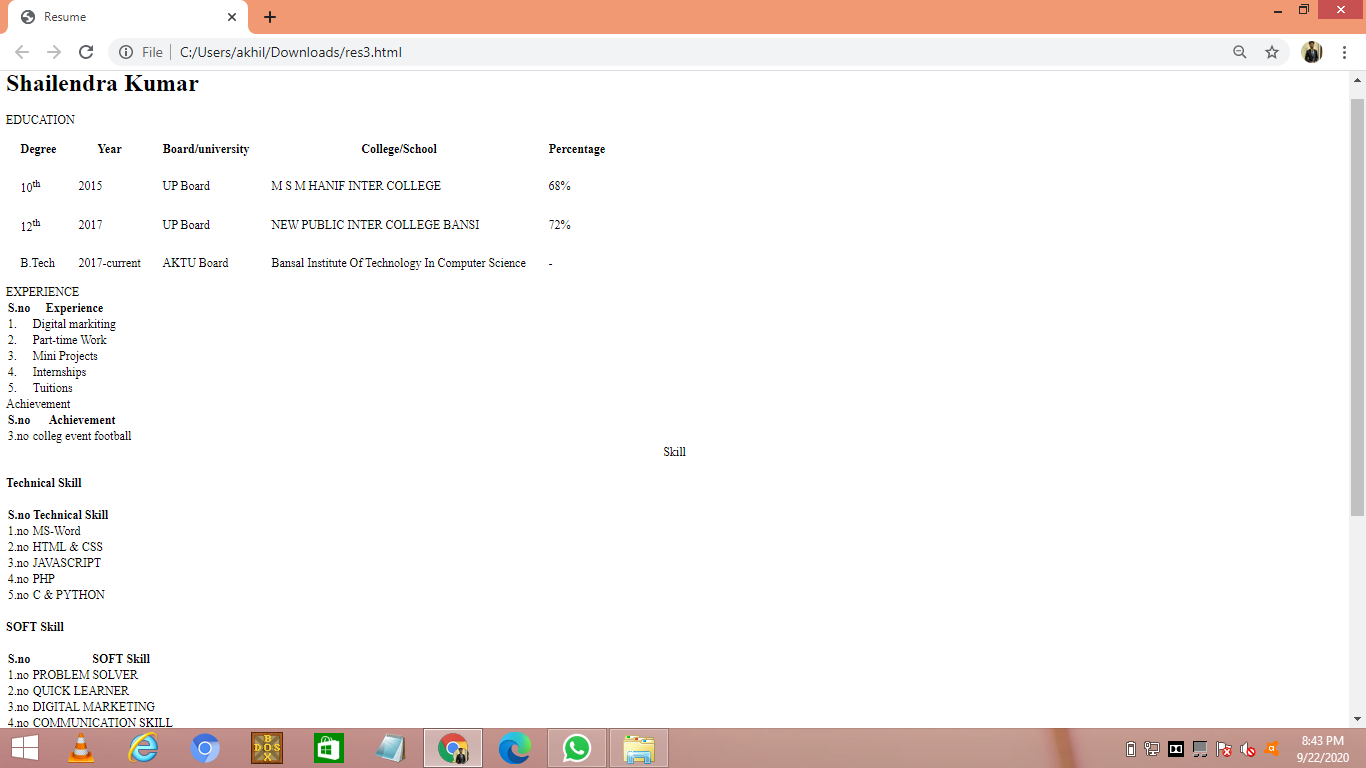 Resume
File
C:/Users/akhil/Downloads/res3.html
Shailendra Kumar
EDUCATION
Degree Year Board/university College/School Percentage
10th 2015 UP Board M S M HANIF INTER COLLEGE 68%
12th 2017 UP Board NEW PUBLIC INTER COLLEGE BANSI 72%
B.Tech 2017-current AKTU Board Bansal Institute Of Technology In Computer Science -
EXPERIENCE
S.no Experience
1. Digital markiting
2. Part-time Work
3. Mini Projects
4. Internships
5. Tuitions
Achievement
S.no Achievement
3.no colleg event football
Skill
Technical Skill
S.no Technical Skill
1.no MS-Word
2.no HTML & CSS
3.no JAVASCRIPT
4.no PHP
5.no C & PYTHON
SOFT Skill
S.no SOFT Skill
1.no PROBLEM SOLVER
2.no QUICK LEARNER
3.no DIGITAL MARKETING
4.no COMMUNICATION SKILL
B
DOS
X
8:43 PM
9/22/2020